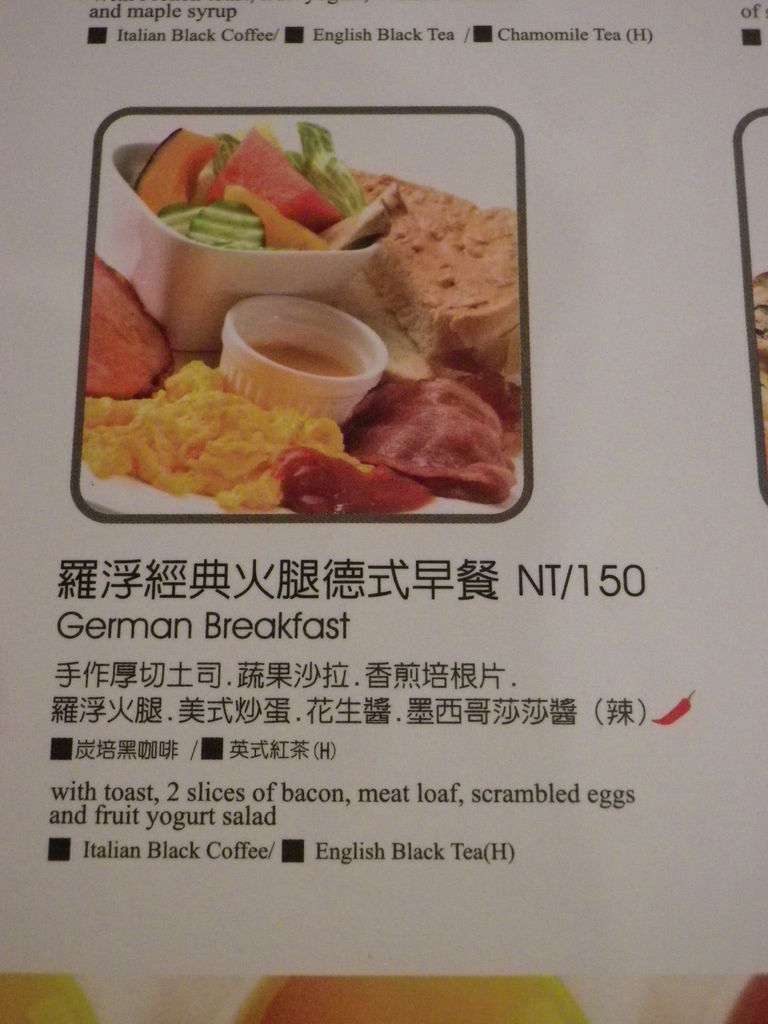 and maple syrup
of
■ Italian Black Coffee/ ■ English Black Tea / ■ Chamomile Tea (H)
羅浮經典火腿德式早餐 NT/150
German Breakfast
手作厚切土司.蔬果沙拉.香煎培根片.
羅浮火腿.美式炒蛋.花生醬.墨西哥莎莎醬（辣）
■炭培黑咖啡 /■ 英式紅茶(H)
with toast, 2 slices of bacon, meat loaf, scrambled eggs
and fruit yogurt salad
■ Italian Black Coffee/ ■ English Black Tea(H)